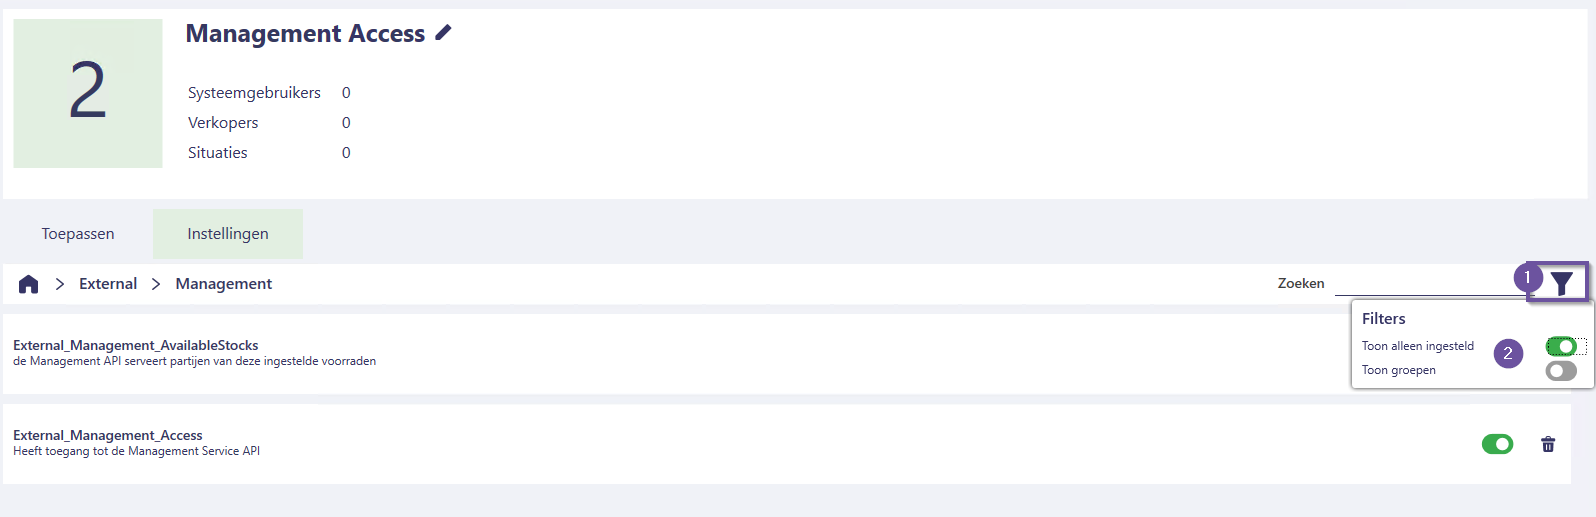 2
Management Access
Systeemgebruikers 0
Verkopers 0
Situaties 0
Toepassen Instellingen
External Management Zoeken 1
Filters
Toon alleen ingesteld 2
Toon groepen
External_Management_AvailableStocks
de Management API serveert partijen van deze ingestelde voorraden
External_Management_Access
Heeft toegang tot de Management Service API